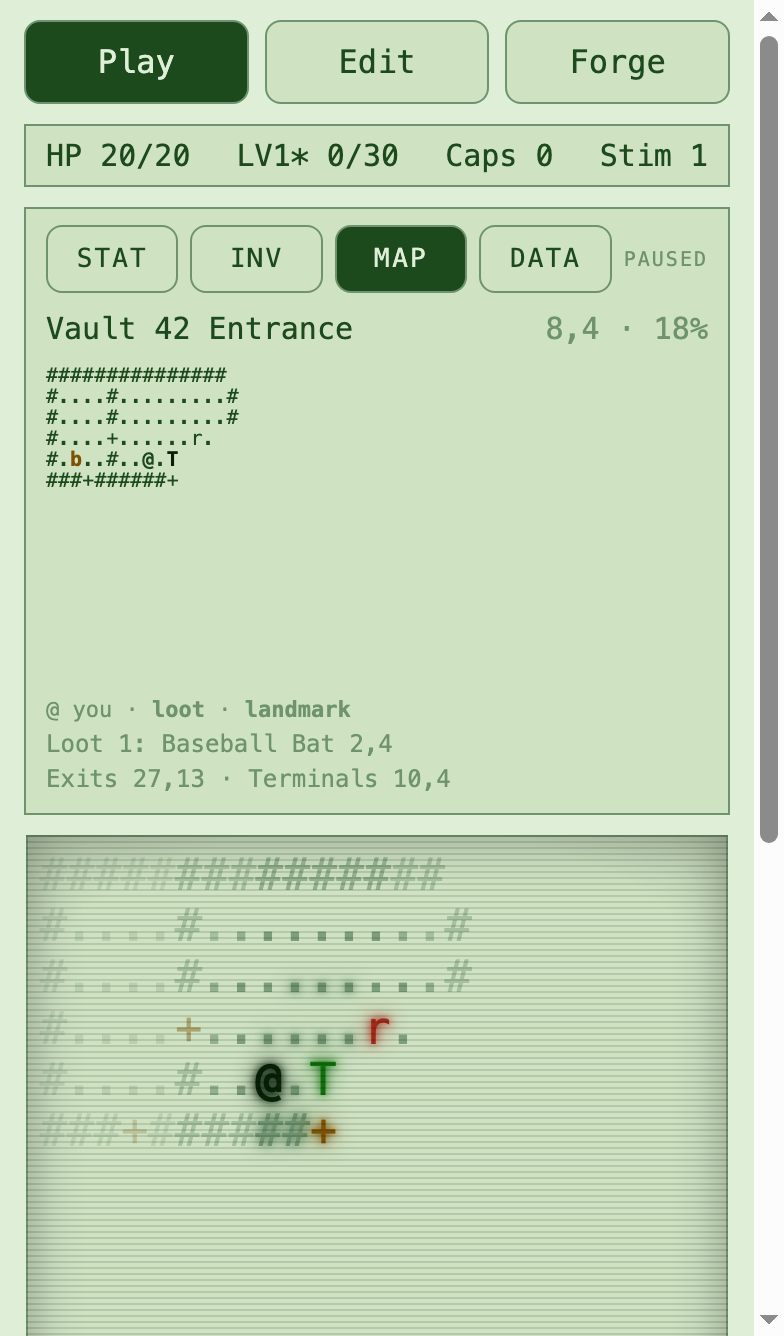 Play Edit Forge
HP 20/20 LV1* 0/30 Caps 0 Stim 1
STAT INV MAP DATA PAUSED
Vault 42 Entrance 8,4 · 18%
###############
#....#.........#
#....#.........#
#....+......r.
#.b..#..@.T
###+######+
@ you · loot · landmark
Loot 1: Baseball Bat 2,4
Exits 27,13 · Terminals 10,4
###############
#....#.........#
#....#.........#
#....+......r.
#....#..@.T
###+######+